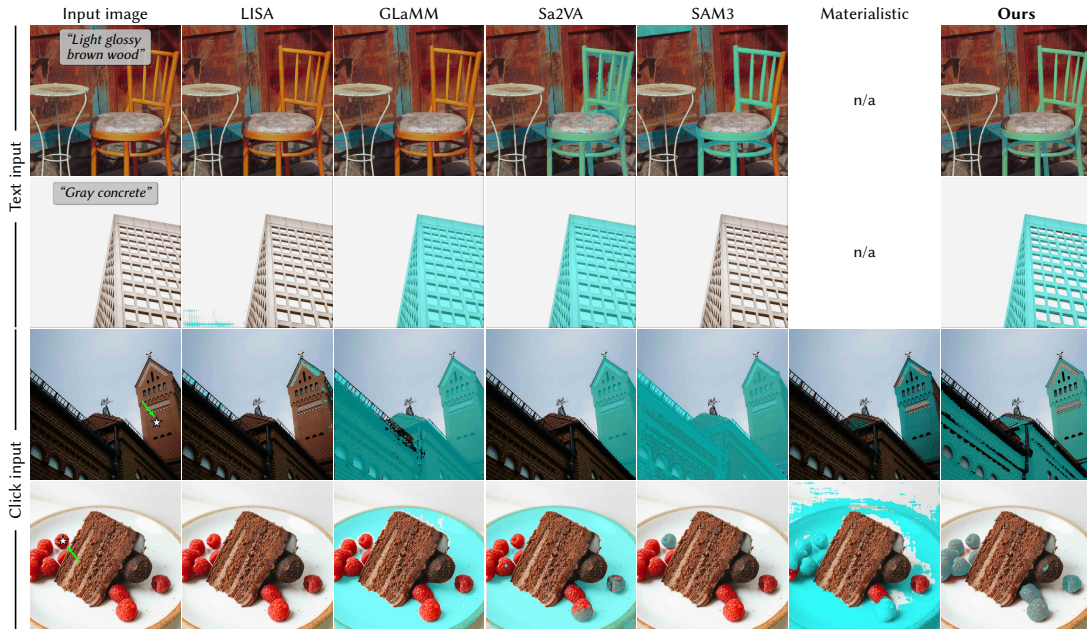 Input image LISA GLaMM Sa2VA SAM3 Materialistic Ours
Text input
“Light glossy
brown wood”
n/a
“Gray concrete”
n/a
Click input